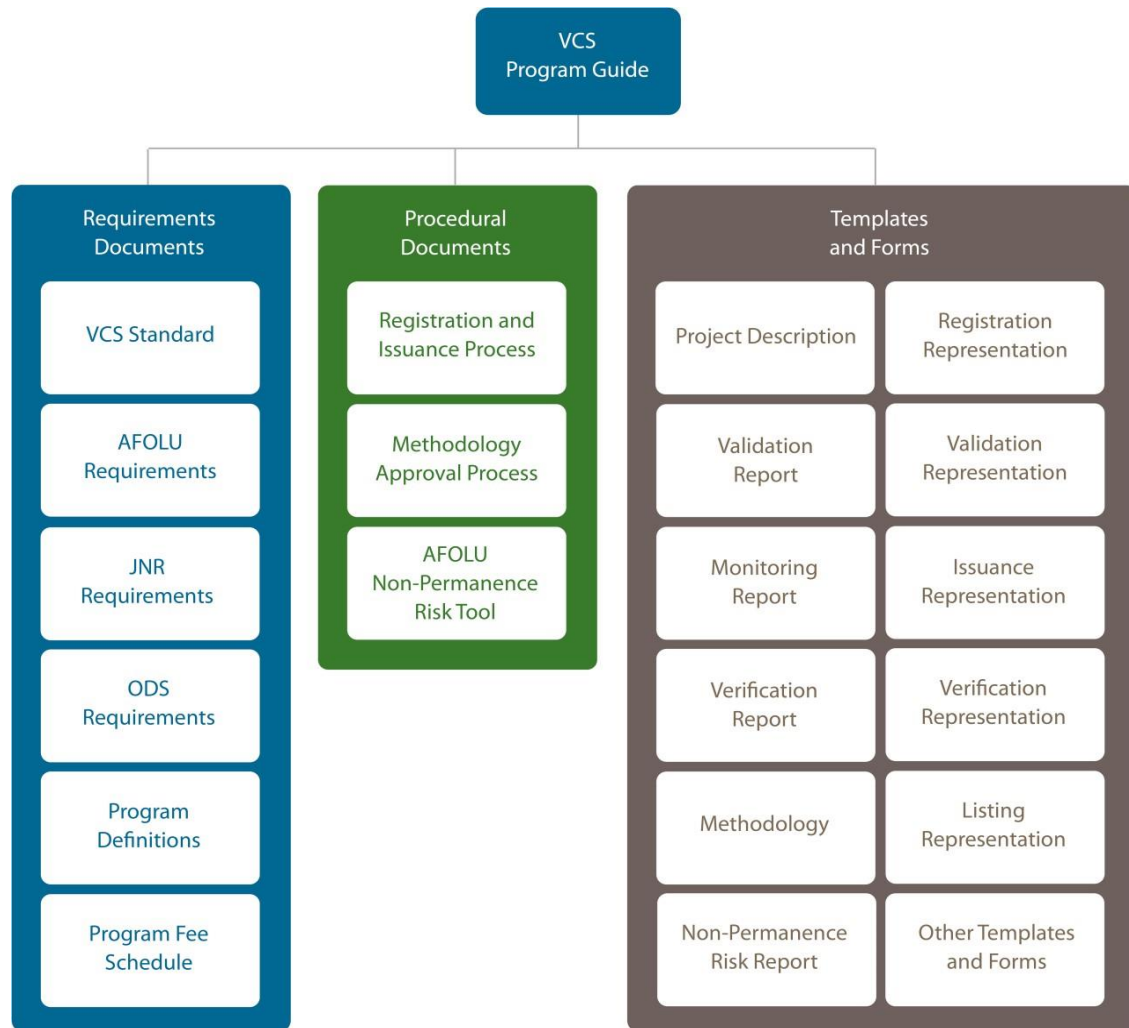 VCS
Program Guide
Requirements
Documents
VCS Standard
AFOLU
Requirements
JNR
Requirements
ODS
Requirements
Program
Definitions
Program Fee
Schedule
Procedural
Documents
Registration and
Issuance Process
Methodology
Approval Process
AFOLU
Non-Permanence
Risk Tool
Templates
and Forms
Project Description
Registration
Representation
Validation
Report
Validation
Representation
Monitoring
Report
Issuance
Representation
Verification
Report
Verification
Representation
Methodology
Listing
Representation
Non-Permanence
Risk Report
Other Templates
and Forms